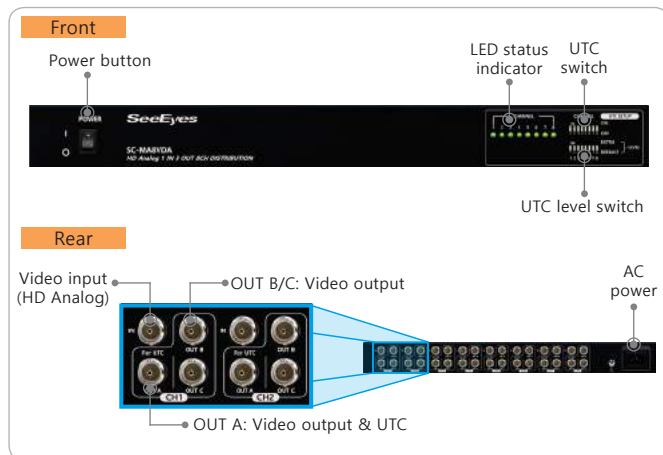 Front
Power button
LED status
indicator
UTC
switch
POWER
SeeEyes
SC-MA8VDA
HD Analog 1 IN 3 OUT 8CH DISTRIBUTION
I
O
UTC level switch
Rear
Video input
(HD Analog)
OUT B/C: Video output
AC
power
IN
OUT B
IN
OUT B
For UTC
For UTC
OUT C
OUT A
OUT C
CH1
CH2
OUT A: Video output & UTC